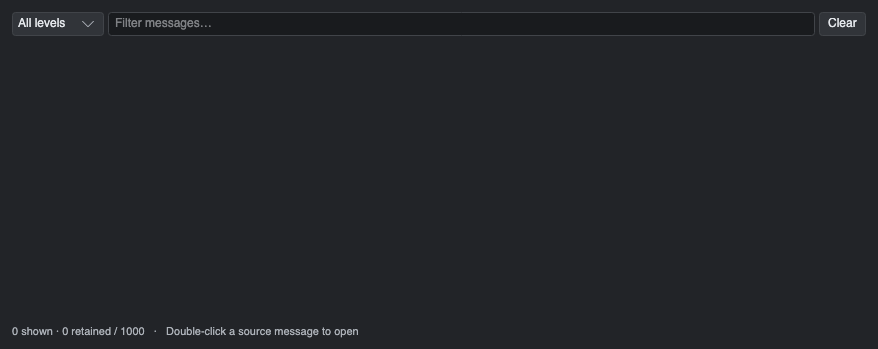 All levels Filter messages… Clear
0 shown · 0 retained / 1000 · Double-click a source message to open